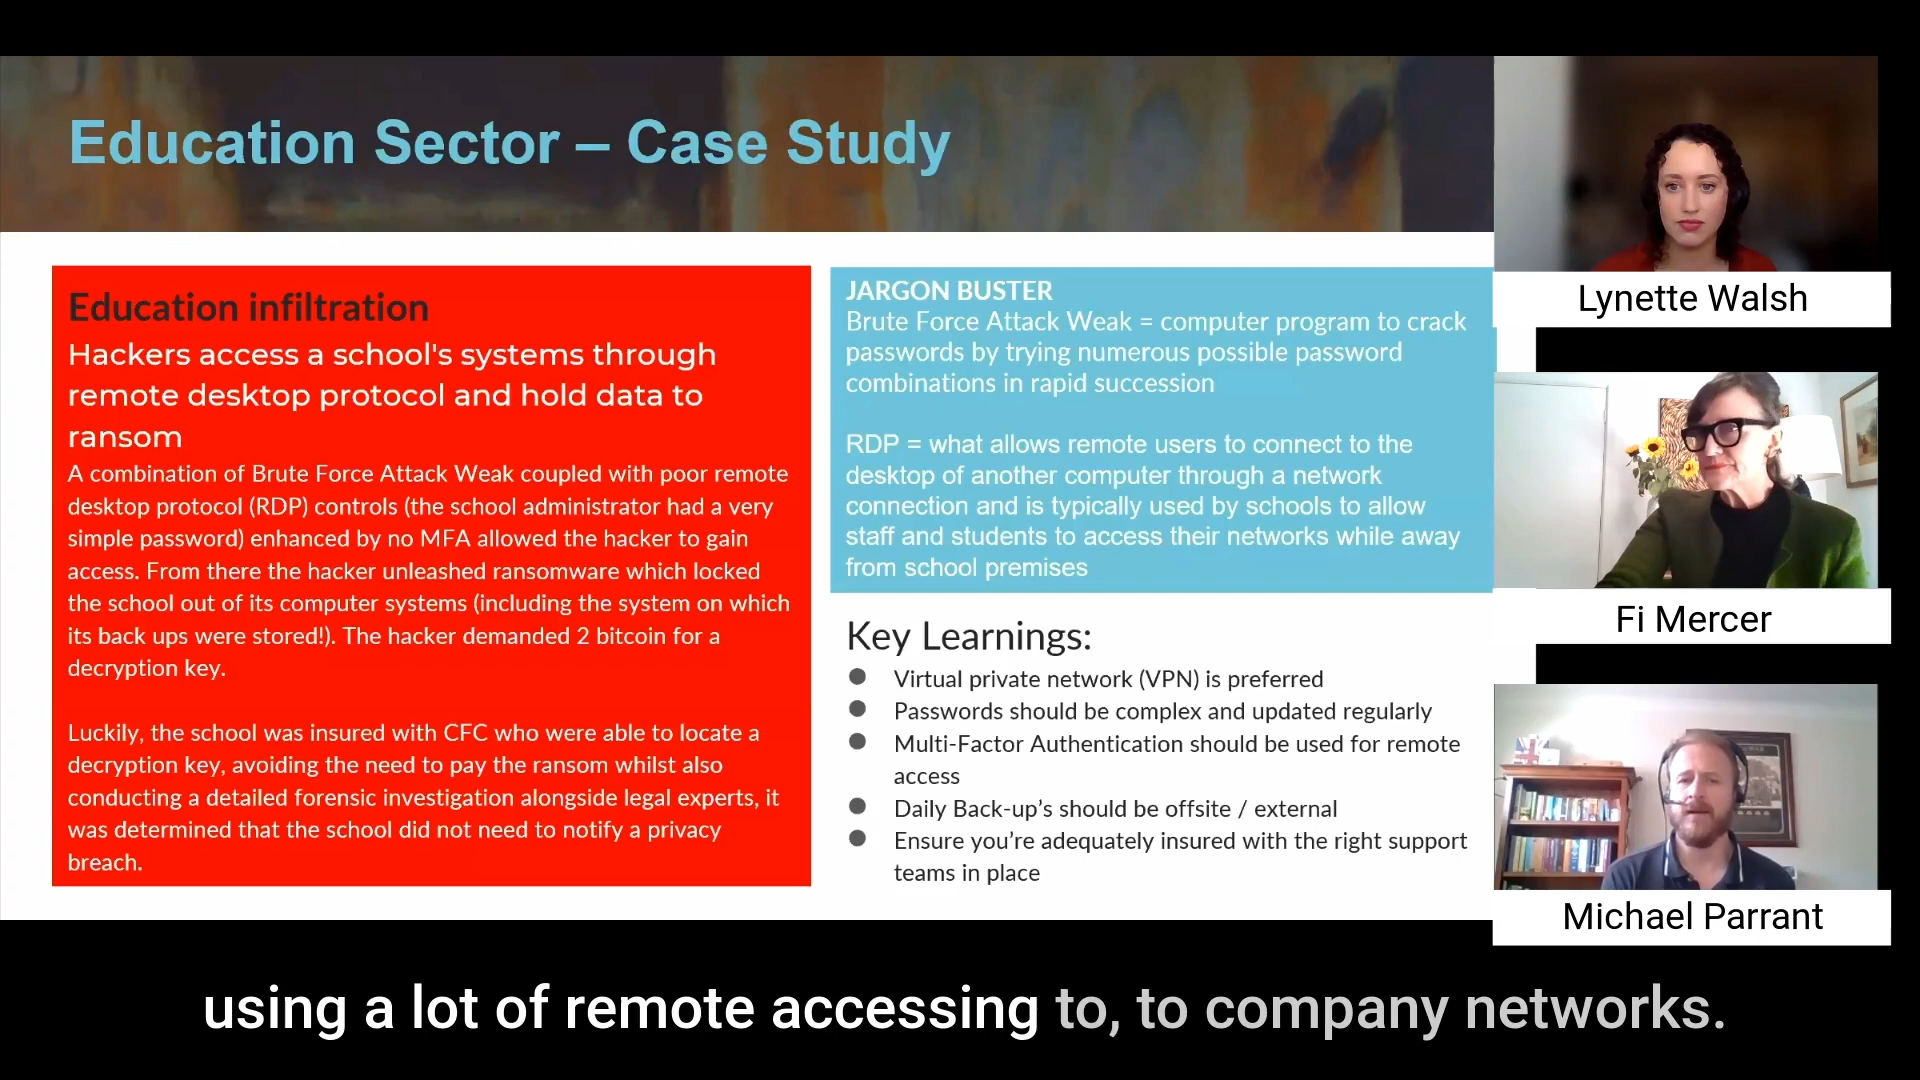 Education Sector – Case Study
Education infiltration
Hackers access a school's systems through
remote desktop protocol and hold data to
ransom
A combination of Brute Force Attack Weak coupled with poor remote
desktop protocol (RDP) controls (the school administrator had a very
simple password) enhanced by no MFA allowed the hacker to gain
access. From there the hacker unleashed ransomware which locked
the school out of its computer systems (including the system on which
its back ups were stored!). The hacker demanded 2 bitcoin for a
decryption key.
Luckily, the school was insured with CFC who were able to locate a
decryption key, avoiding the need to pay the ransom whilst also
conducting a detailed forensic investigation alongside legal experts, it
was determined that the school did not need to notify a privacy
breach.
JARGON BUSTER
Brute Force Attack Weak = computer program to crack
passwords by trying numerous possible password
combinations in rapid succession
RDP = what allows remote users to connect to the
desktop of another computer through a network
connection and is typically used by schools to allow
staff and students to access their networks while away
from school premises
Key Learnings:
● Virtual private network (VPN) is preferred
● Passwords should be complex and updated regularly
● Multi-Factor Authentication should be used for remote
access
● Daily Back-up’s should be offsite / external
● Ensure you’re adequately insured with the right support
teams in place
Lynette Walsh
Fi Mercer
Michael Parrant
using a lot of remote accessing to, to company networks.